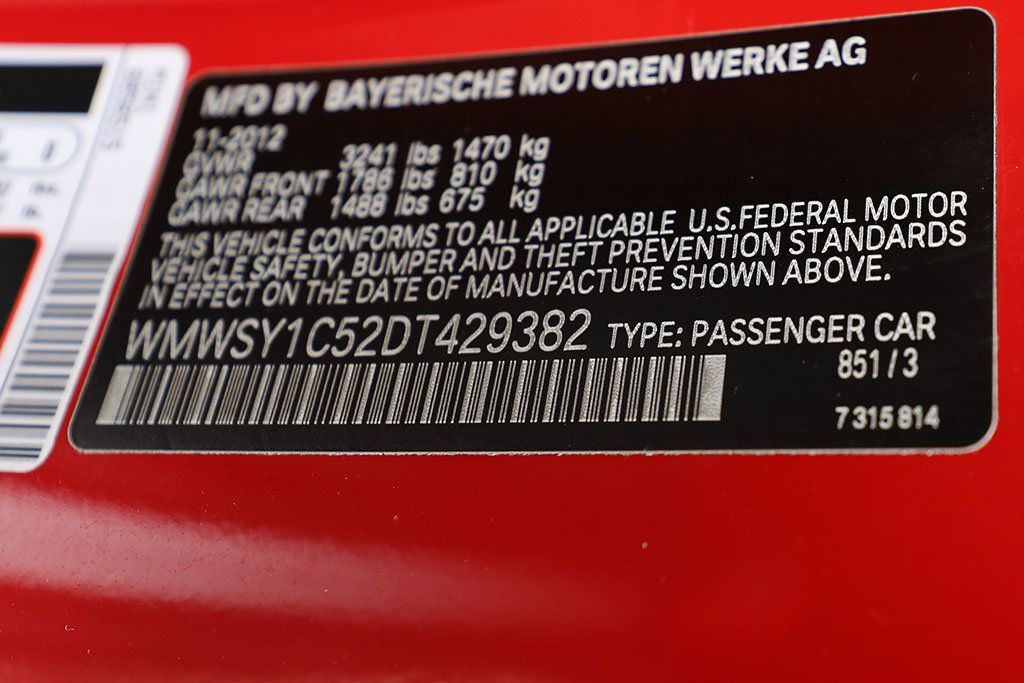 MFD BY BAYERISCHE MOTOREN WERKE AG
11-2012
GVWR 3241 lbs 1470 kg
GAWR FRONT 1786 lbs 810 kg
GAWR REAR 1488 lbs 675 kg
THIS VEHICLE CONFORMS TO ALL APPLICABLE U.S.FEDERAL MOTOR
VEHICLE SAFETY, BUMPER AND THEFT PREVENTION STANDARDS
IN EFFECT ON THE DATE OF MANUFACTURE SHOWN ABOVE.
WMWSY1C52DT429382 TYPE: PASSENGER CAR
851/3
7 315 814